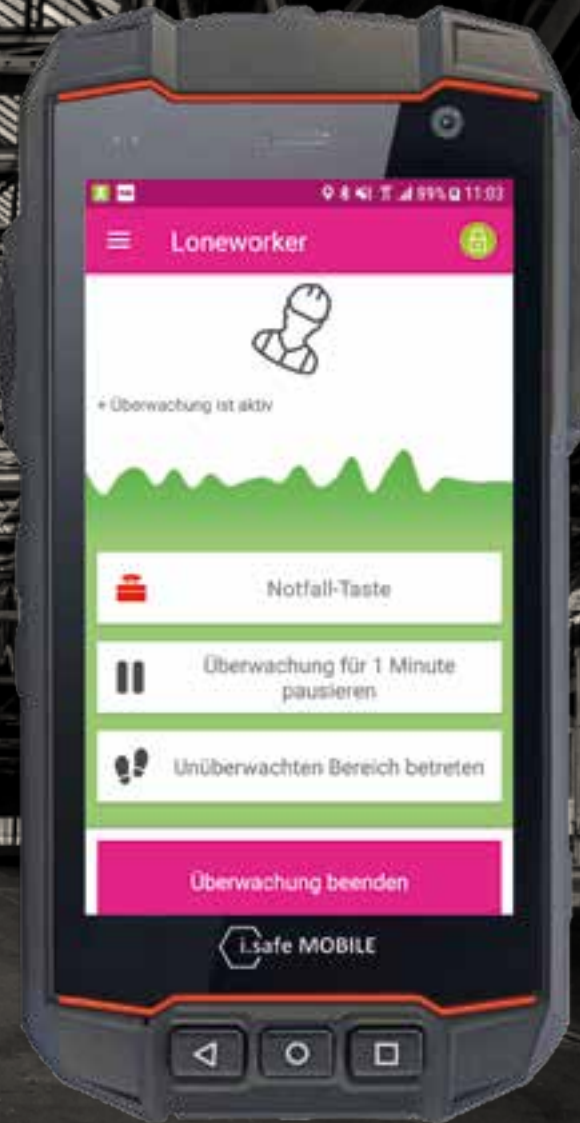 89% 11:03
Loneworker
+ Überwachung ist aktiv
Notfall-Taste
Überwachung für 1 Minute
pausieren
Unüberwachten Bereich betreten
Überwachung beenden
i.safe MOBILE